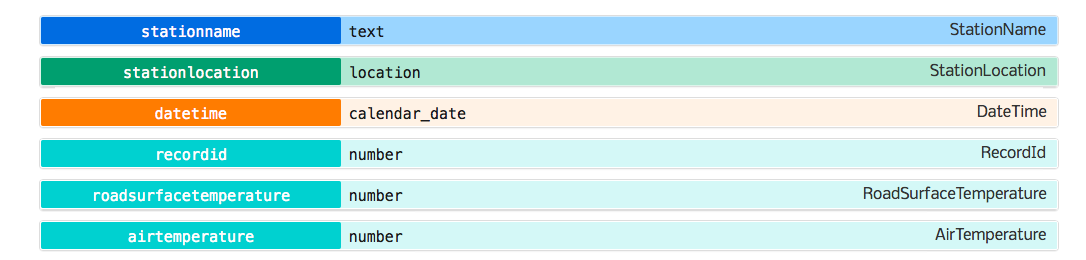 stationname text StationName
stationlocation location StationLocation
datetime calendar_date DateTime
recordid number RecordId
roadsurfacetemperature number RoadSurfaceTemperature
airtemperature number AirTemperature